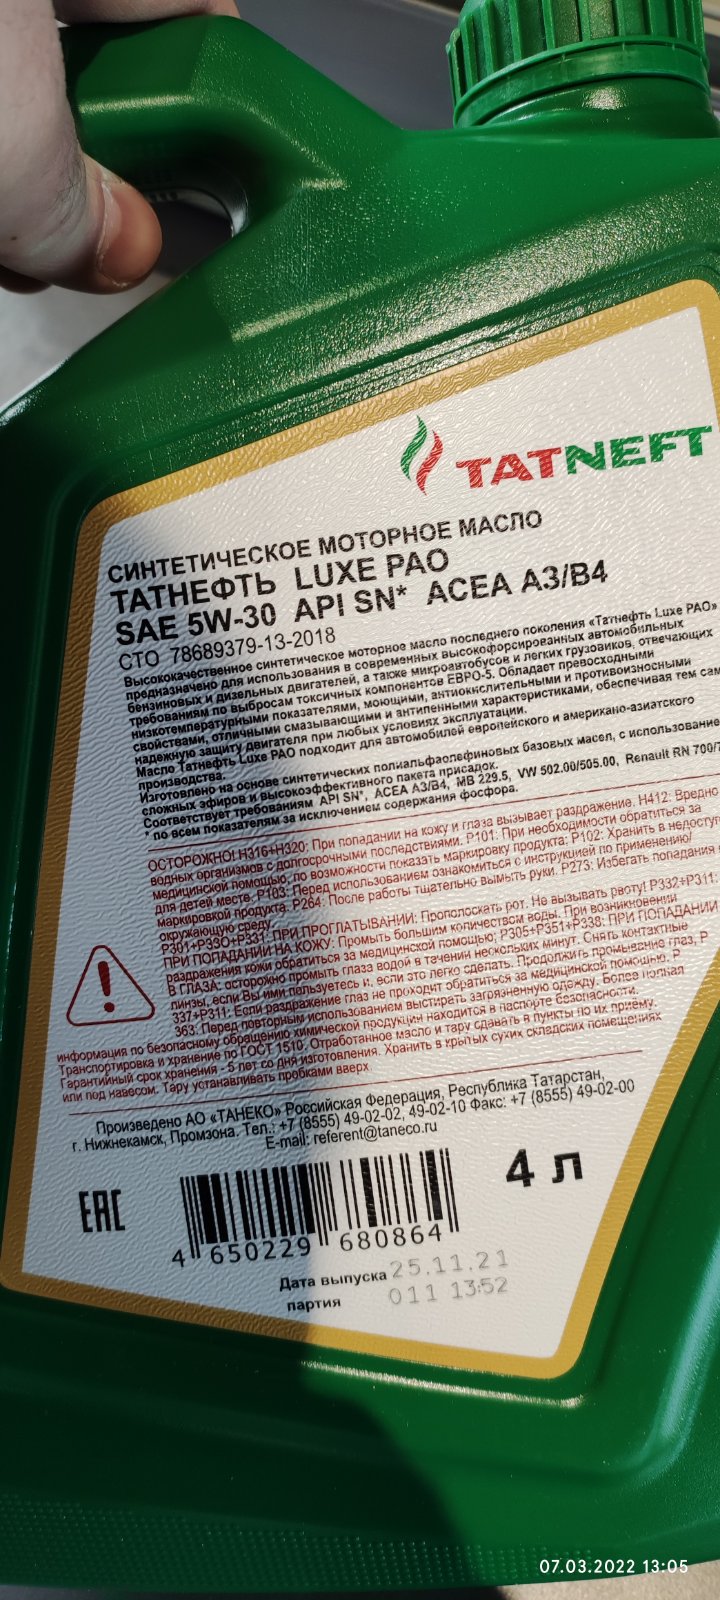 TATNEFT
СИНТЕТИЧЕСКОЕ МОТОРНОЕ МАСЛО
ТАТНЕФТЬ LUXE PAO
SAE 5W-30 API SN* ACEA A3/B4
СТО 78689379-13-2018
Высококачественное синтетическое моторное масло последнего поколения «Татнефть Luxe PAO»
предназначено для использования в современных высокофорсированных автомобильных
бензиновых и дизельных двигателей, а также микроавтобусов и легких грузовиков, отвечающих
требованиям по выбросам токсичных компонентов ЕВРО-5. Обладает превосходными
низкотемпературными показателями, моющими, антиокислительными и противоизносными
свойствами, отличными смазывающими и антипенными характеристиками, обеспечивая тем сам
надежную защиту двигателя при любых условиях эксплуатации.
Масло Татнефть Luxe PAO подходит для автомобилей европейского и американо-азиатского
производства.
Изготовлено на основе синтетических полиальфаолефиновых базовых масел, с использование
сложных эфиров и высокоэффективного пакета присадок.
Соответствует требованиям API SN*, ACEA A3/B4, MB 229.5, VW 502.00/505.00, Renault RN 700/7
* по всем показателям за исключением содержания фосфора.
ОСТОРОЖНО! H316+H320: При попадании на кожу и глаза вызывает раздражение. H412: Вредно
водных организмов с долгосрочными последствиями. P101: При необходимости обратиться за
медицинской помощью, по возможности показать маркировку продукта; P102: Хранить в недоступ
для детей месте. P103: Перед использованием ознакомиться с инструкцией по применению/
маркировкой продукта. P264: После работы тщательно вымыть руки. P273: Избегать попадания
окружающую среду.
P301+P330+P331: ПРИ ПРОГЛАТЫВАНИИ: Прополоскать рот. Не вызывать рвоту! P332+P311:
ПРИ ПОПАДАНИИ НА КОЖУ: Промыть большим количеством воды. При возникновении
раздражения кожи обратиться за медицинской помощью; P305+P351+P338: ПРИ ПОПАДАНИИ
В ГЛАЗА: осторожно промыть глаза водой в течении нескольких минут. Снять контактные
линзы, если Вы ими пользуетесь и, если это легко сделать. Продолжить промывание глаз, P
337+P311: Если раздражение глаз не проходит обратиться за медицинской помощью. P
363: Перед повторным использованием выстирать загрязненную одежду. Более полная
информация по безопасному обращению химической продукции находится в паспорте безопасности.
Транспортировка и хранение по ГОСТ 1510. Отработанное масло и тару сдавать в пункты по их приёму.
Гарантийный срок хранения - 5 лет со дня изготовления. Хранить в крытых сухих складских помещениях
или под навесом. Тару устанавливать пробками вверх.
Произведено АО «ТАНЕКО» Российская Федерация, Республика Татарстан,
г. Нижнекамск, Промзона. Тел.: +7 (8555) 49-02-02, 49-02-10 Факс: +7 (8555) 49-02-00
E-mail: referent@taneco.ru
EAC
4 л
4 650229 680864
Дата выпуска 25.11.21
партия 011 13:52
07.03.2022 13:05